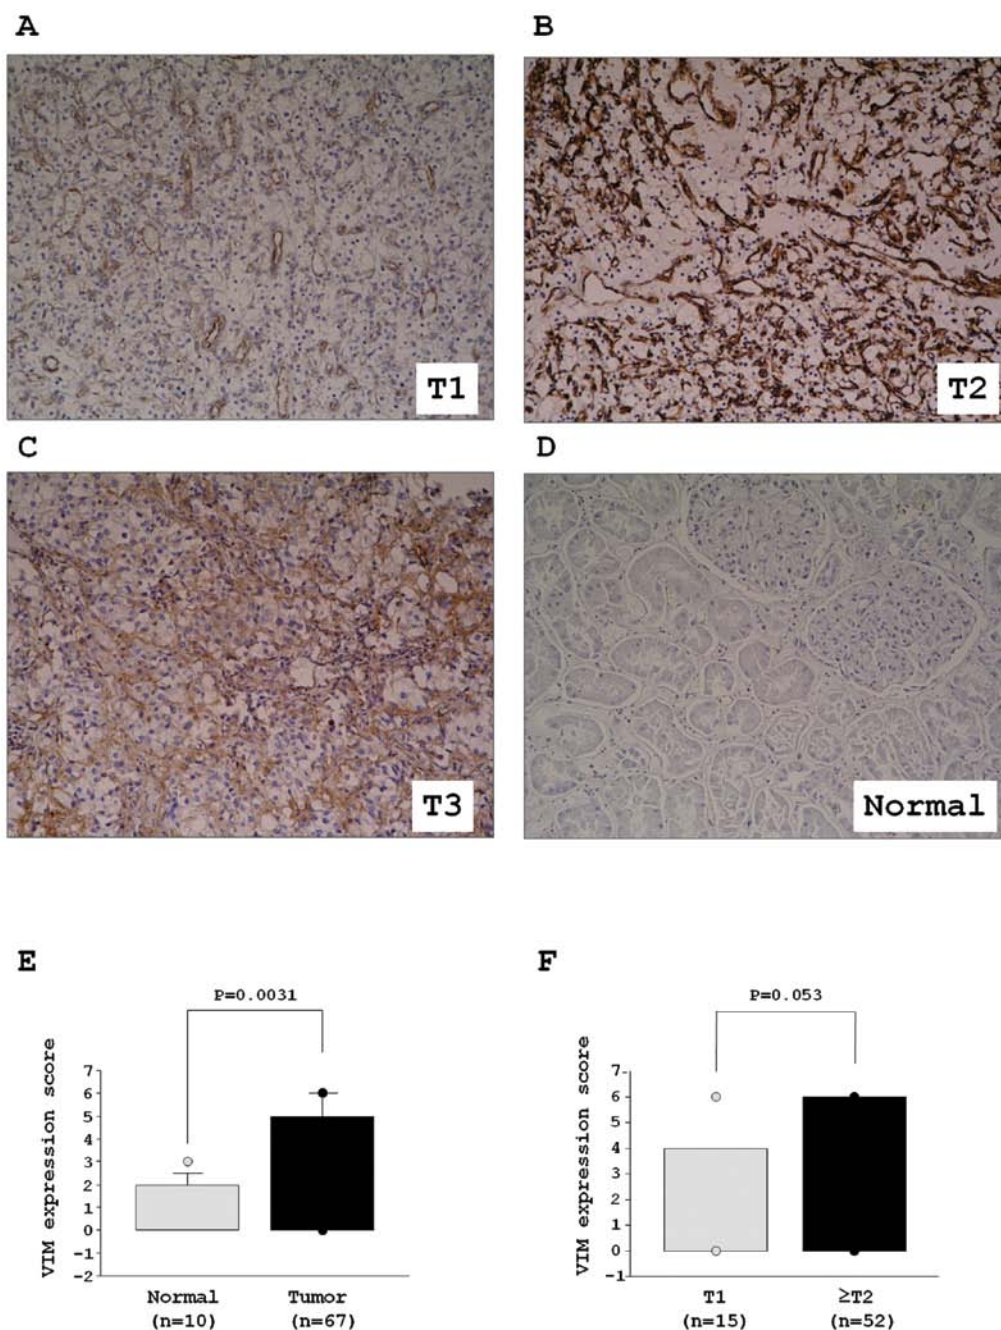 A
B
T1
T2
C
D
T3
Normal
E
P=0.0031
VIM expression score
7
6
5
4
3
2
1
0
-1
-2
Normal
(n=10)
Tumor
(n=67)
F
P=0.053
VIM expression score
7
6
5
4
3
2
1
0
-1
T1
(n=15)
≥T2
(n=52)